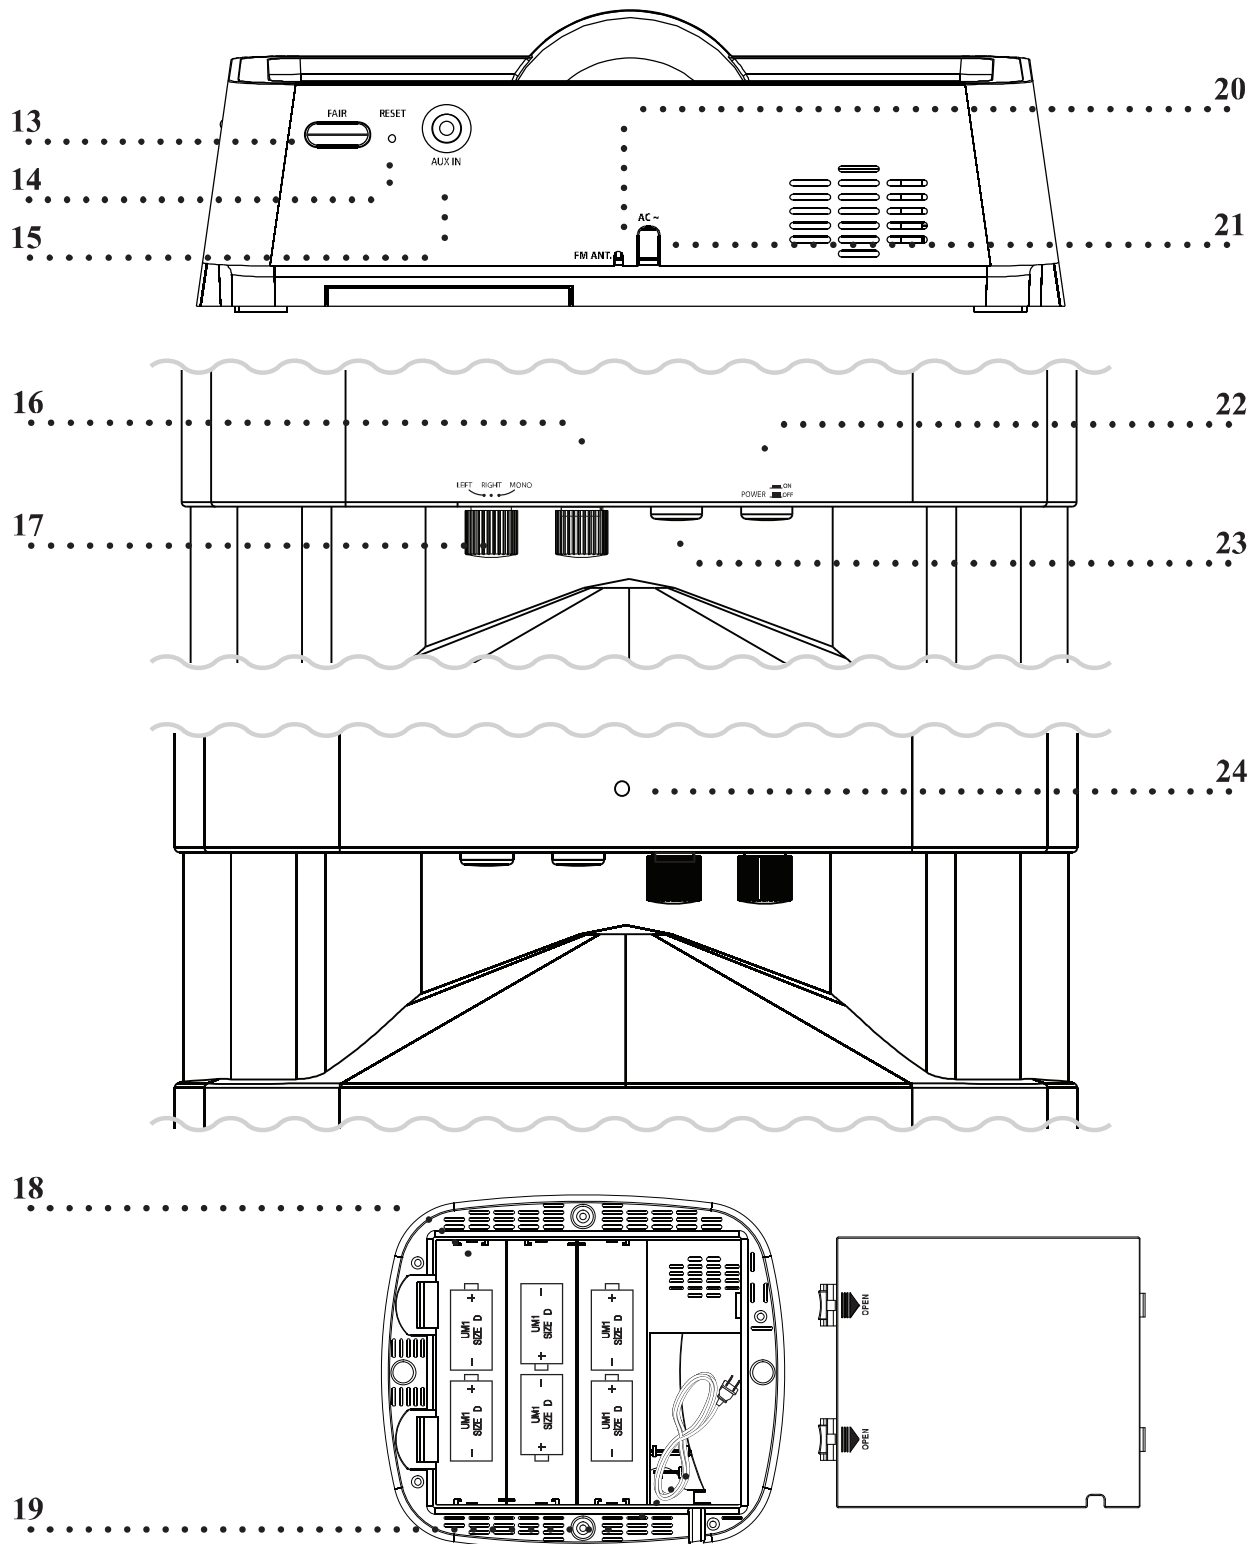 20
FAIR RESET
13
AUX IN
14
AC ~
21
15
FM ANT.
16
22
LEFT RIGHT MONO
ON
POWER OFF
17
23
24
18
+ - +
UM1 SIZE D
UM1 SIZE D
UM1 SIZE D
- + -
+ - +
UM1 SIZE D
UM1 SIZE D
UM1 SIZE D
- + -
OPEN
OPEN
19